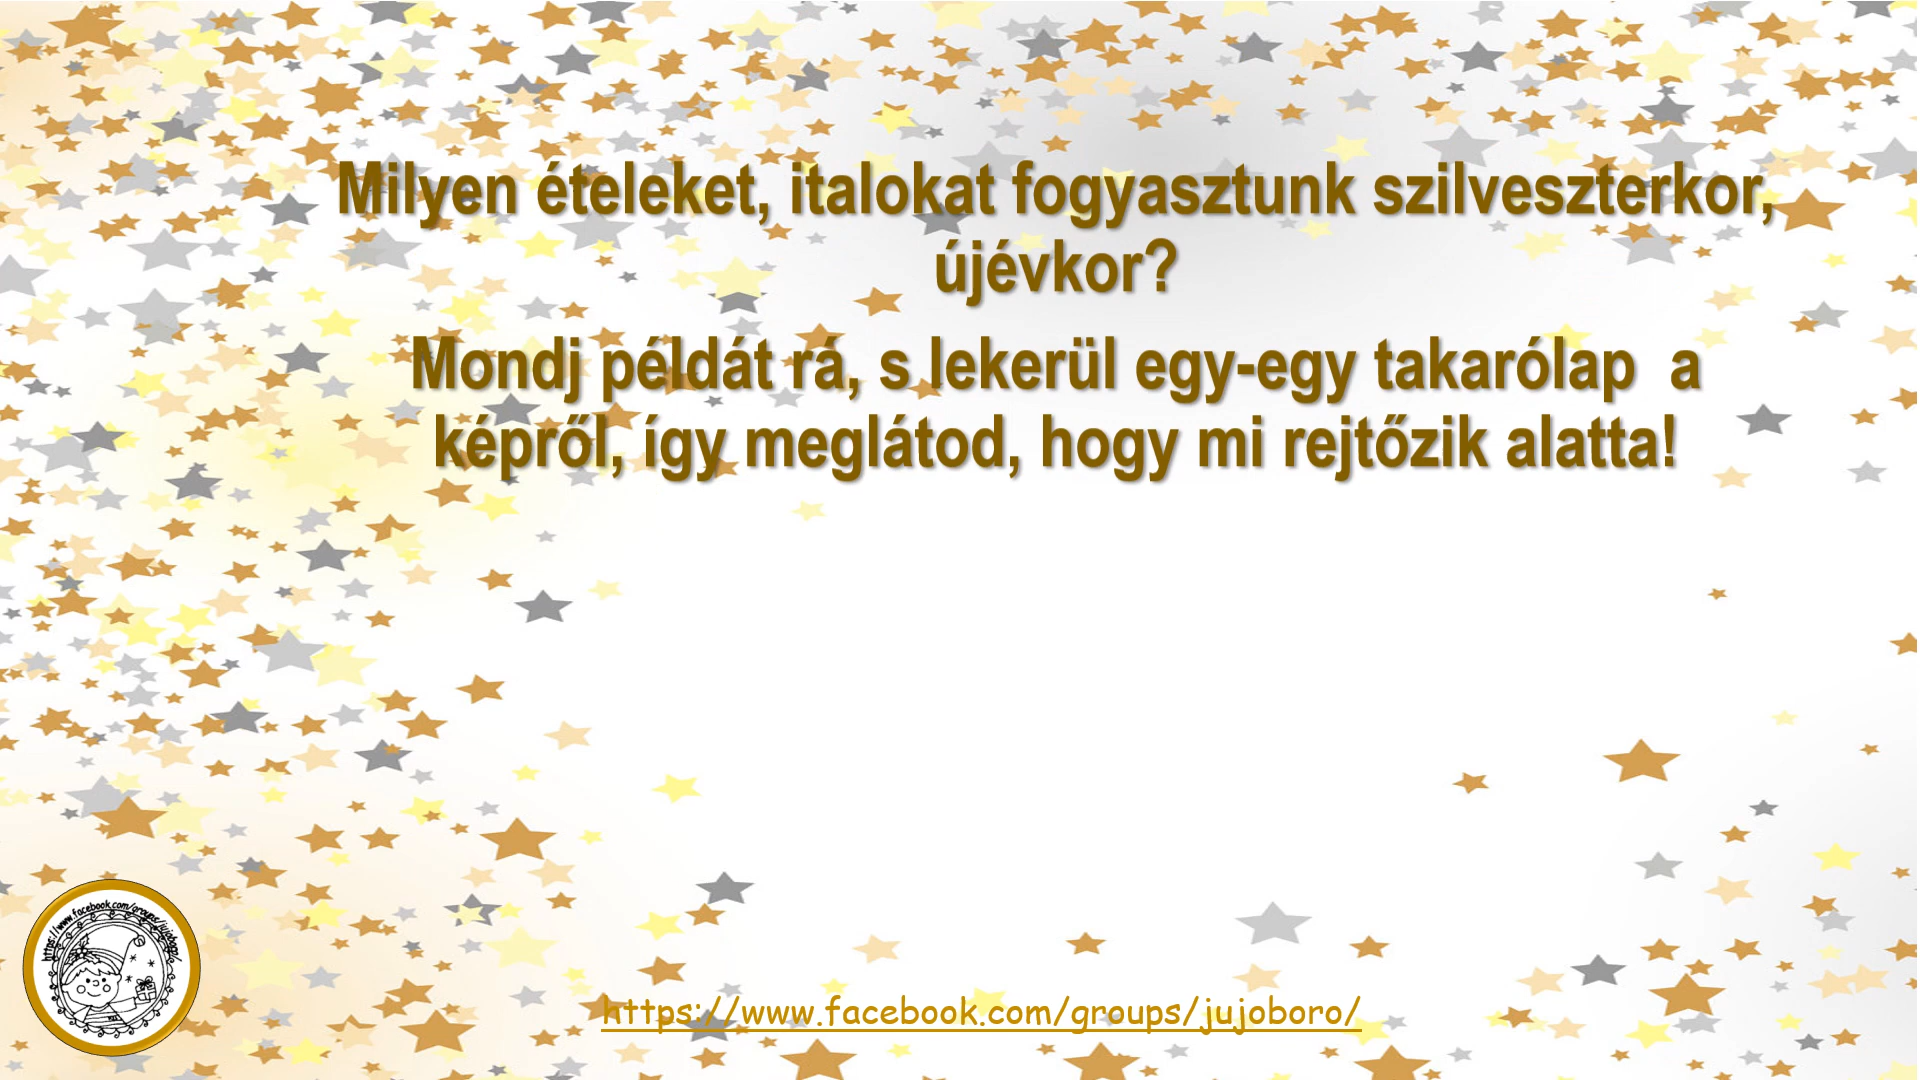 Milyen ételeket, italokat fogyasztunk szilveszterkor,
újévkor?
Mondj példát rá, s lekerül egy-egy takarólap  a
képről, így meglátod, hogy mi rejtőzik alatta!
https://www.facebook.com/groups/jujoboro/